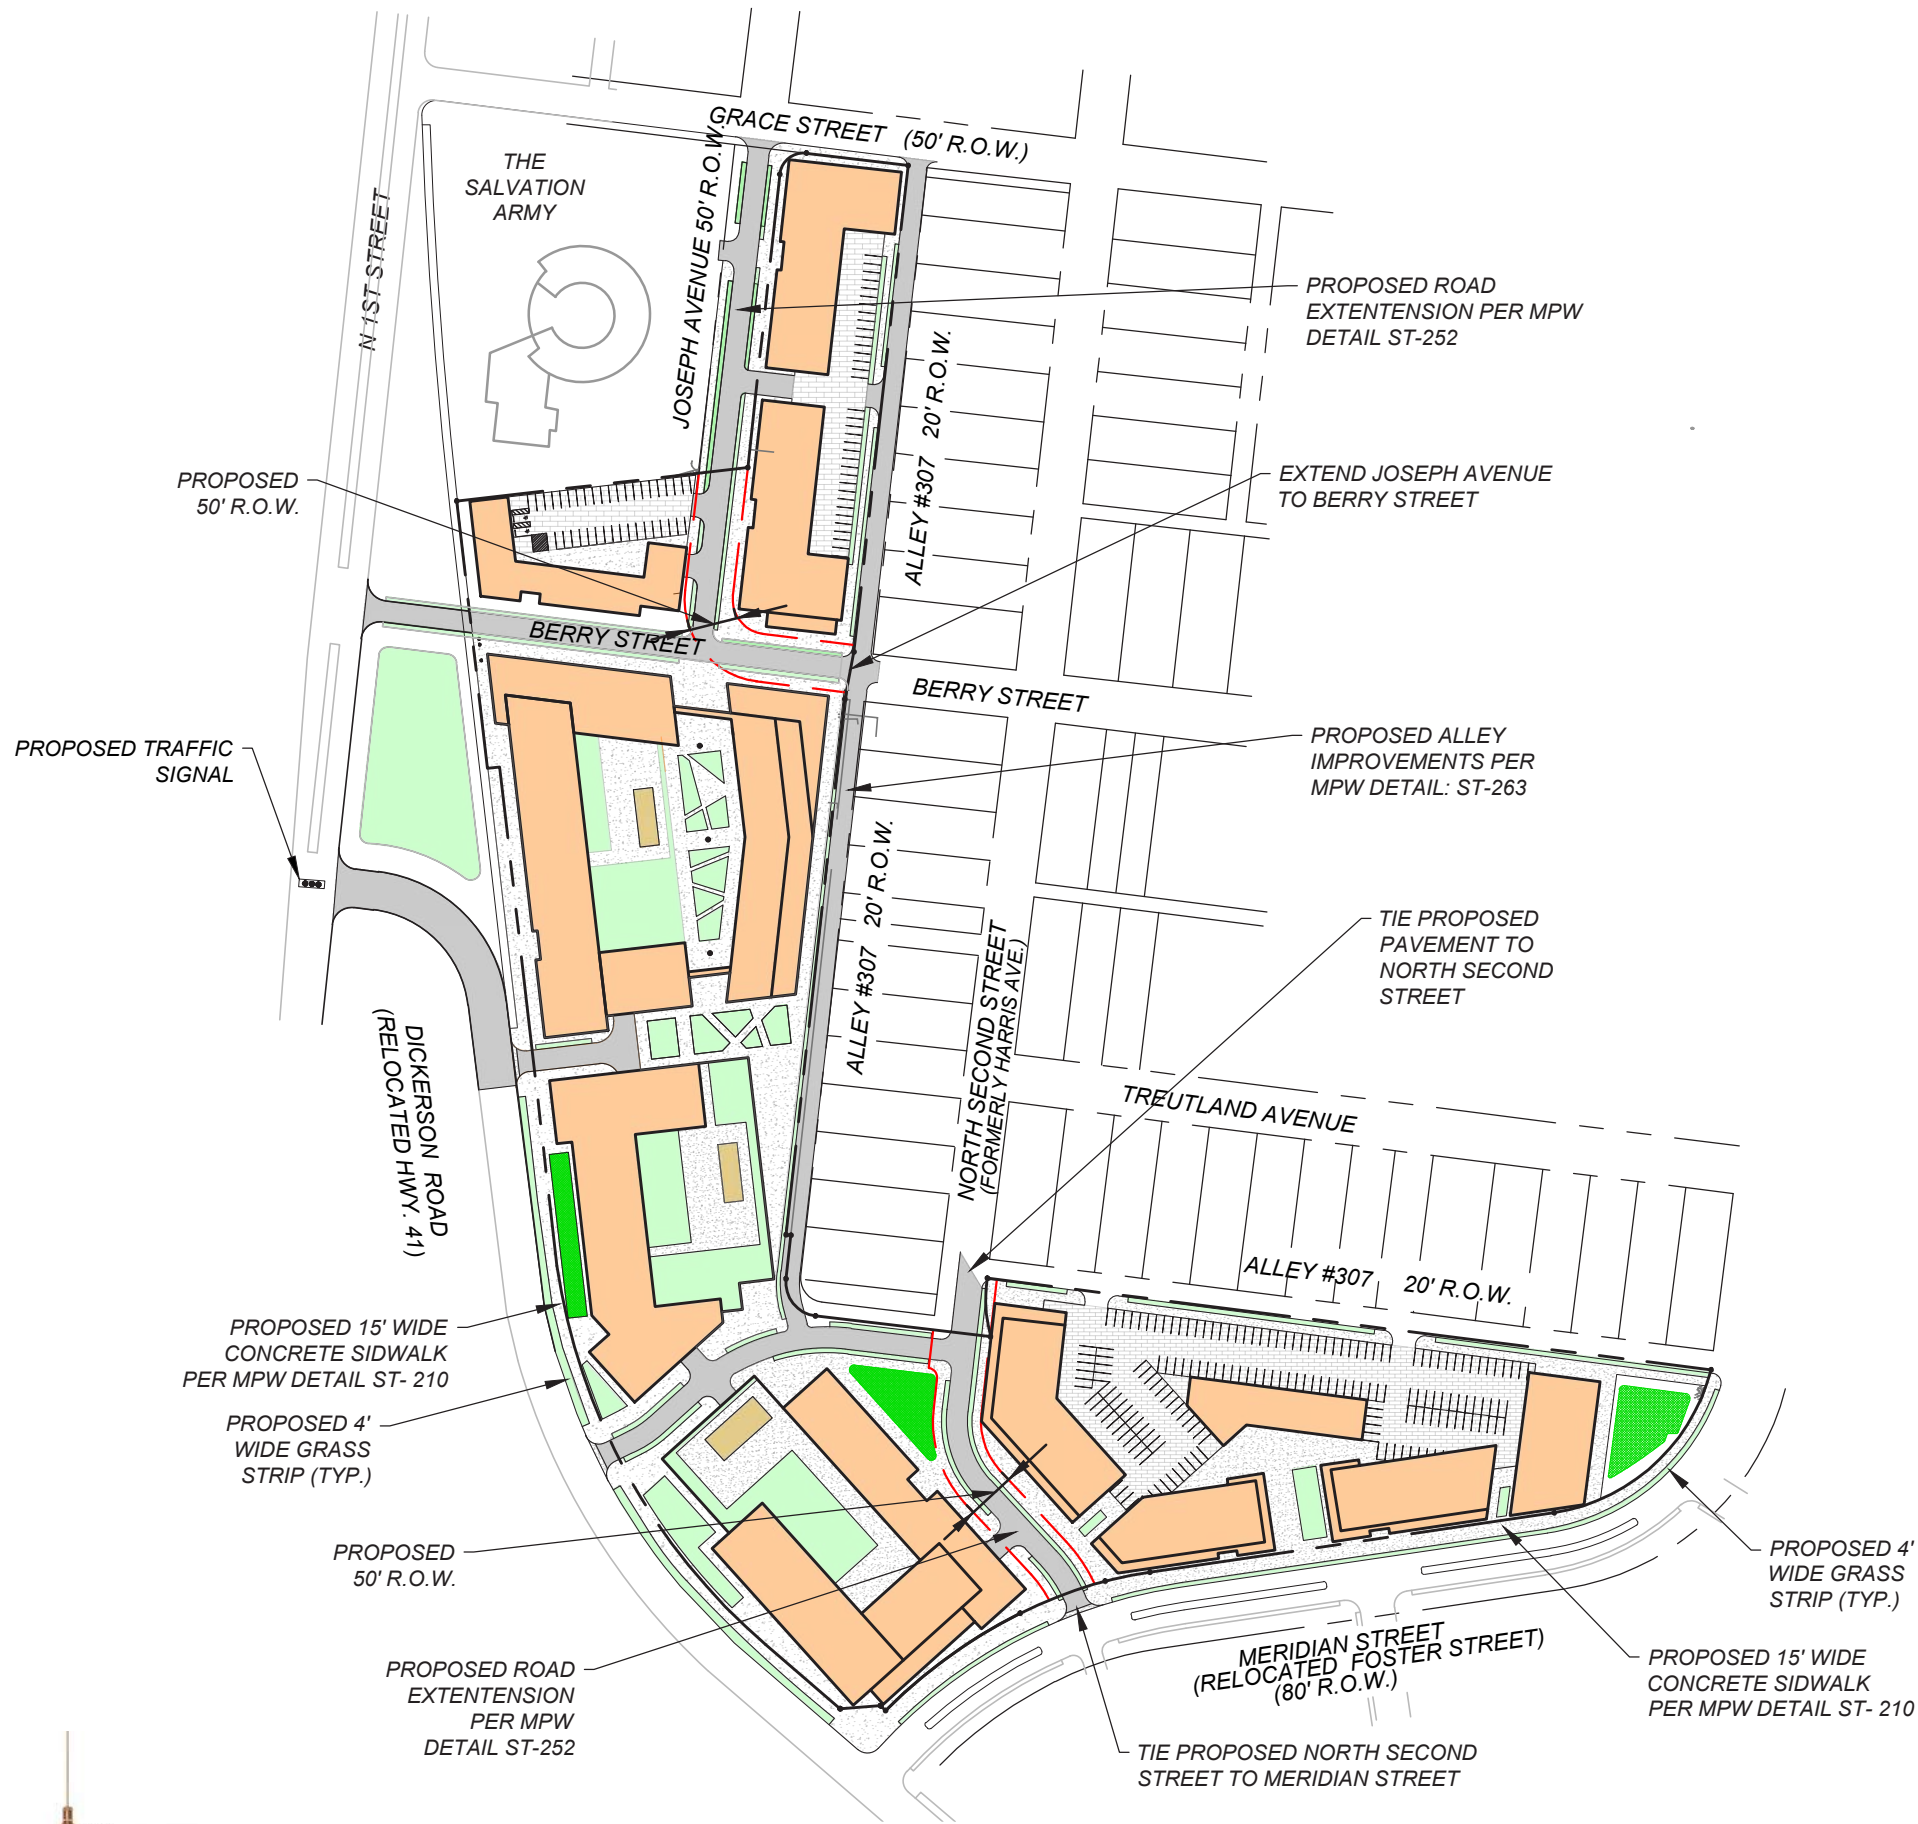 GRACE STREET (50' R.O.W.)
THE
SALVATION
ARMY
N 1ST STREET
JOSEPH AVENUE 50' R.O.W.
PROPOSED ROAD
EXTENTENSION PER MPW
DETAIL ST-252
ALLEY #307 20' R.O.W.
PROPOSED
50' R.O.W.
EXTEND JOSEPH AVENUE
TO BERRY STREET
BERRY STREET
BERRY STREET
PROPOSED TRAFFIC
SIGNAL
PROPOSED ALLEY
IMPROVEMENTS PER
MPW DETAIL: ST-263
ALLEY #307 20' R.O.W.
TIE PROPOSED
PAVEMENT TO
NORTH SECOND
STREET
NORTH SECOND STREET
(FORMERLY HARRIS AVE.)
DICKERSON ROAD
(RELOCATED HWY. 41)
TREUTLAND AVENUE
ALLEY #307 20' R.O.W.
PROPOSED 15' WIDE
CONCRETE SIDWALK
PER MPW DETAIL ST- 210
PROPOSED 4'
WIDE GRASS
STRIP (TYP.)
PROPOSED
50' R.O.W.
PROPOSED 4'
WIDE GRASS
STRIP (TYP.)
MERIDIAN STREET
(RELOCATED FOSTER STREET)
(80' R.O.W.)
PROPOSED 15' WIDE
CONCRETE SIDWALK
PER MPW DETAIL ST- 210
PROPOSED ROAD
EXTENTENSION
PER MPW
DETAIL ST-252
TIE PROPOSED NORTH SECOND
STREET TO MERIDIAN STREET